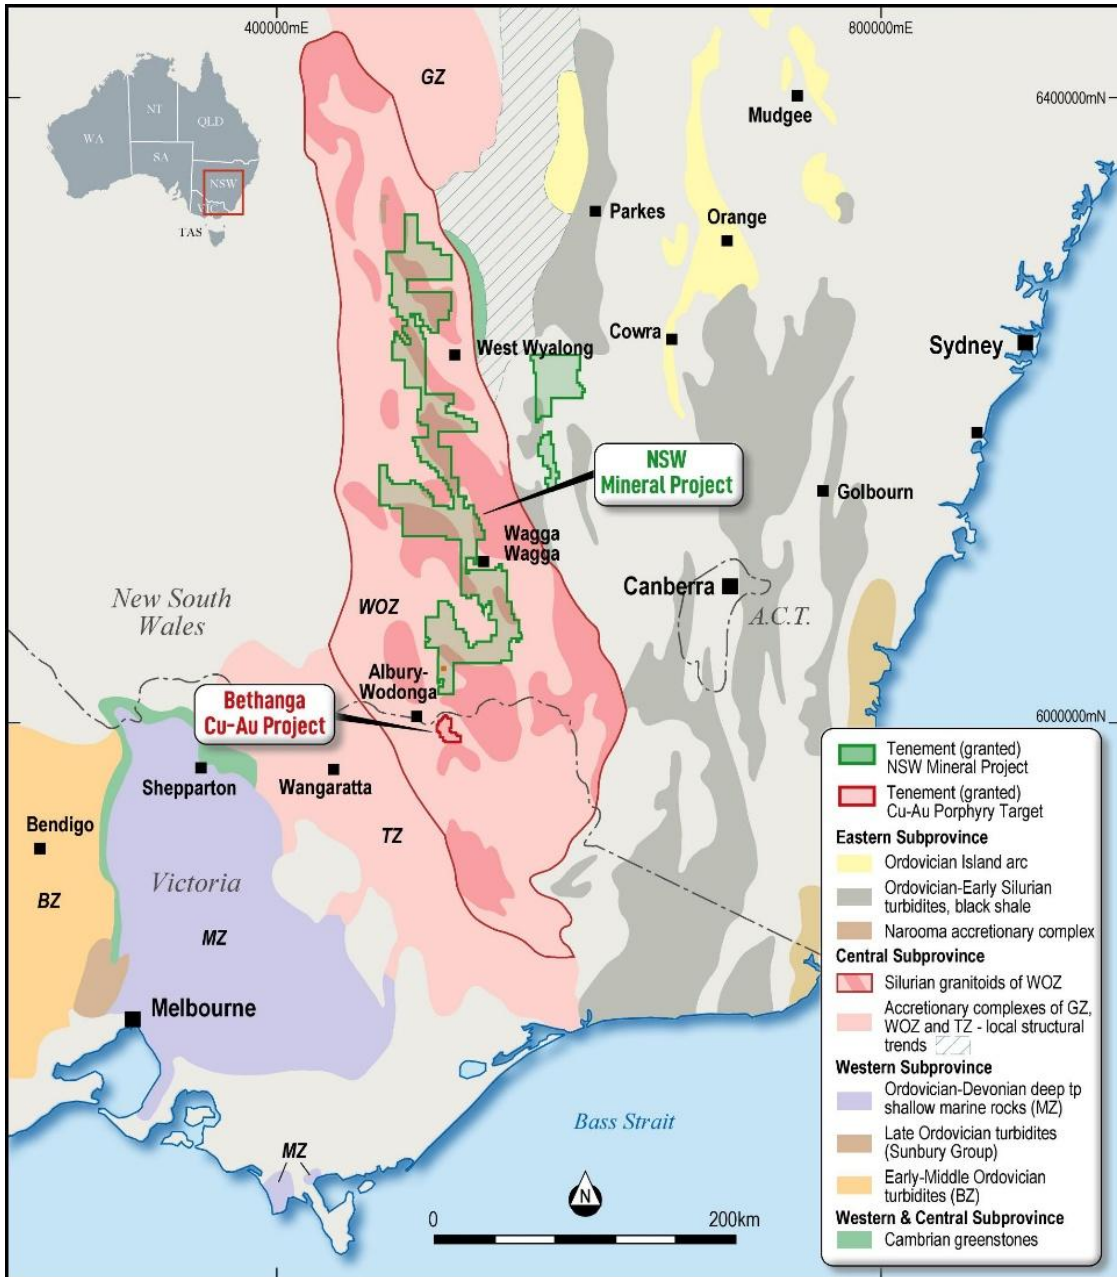 400000mE
800000mE
6400000mN
GZ
Mudgee
NT
QLD
WA
SA
NSW
VIC
TAS
Parkes
Orange
Cowra
West Wyalong
Sydney
NSW
Mineral Project
Golbourn
Wagga
Wagga
Canberra
A.C.T.
New South
Wales
WOZ
Albury-
Wodonga
Bethanga
Cu-Au Project
6000000mN
Shepparton
Wangaratta
Bendigo
TZ
Victoria
BZ
MZ
Melbourne
Bass Strait
MZ
N
0
200km
Tenement (granted)
NSW Mineral Project
Tenement (granted)
Cu-Au Porphyry Target
Eastern Subprovince
Ordovician Island arc
Ordovician-Early Silurian
turbidites, black shale
Narooma accretionary complex
Central Subprovince
Silurian granitoids of WOZ
Accretionary complexes of GZ,
WOZ and TZ - local structural
trends
Western Subprovince
Ordovician-Devonian deep tp
shallow marine rocks (MZ)
Late Ordovician turbidites
(Sunbury Group)
Early-Middle Ordovician
turbidites (BZ)
Western & Central Subprovince
Cambrian greenstones